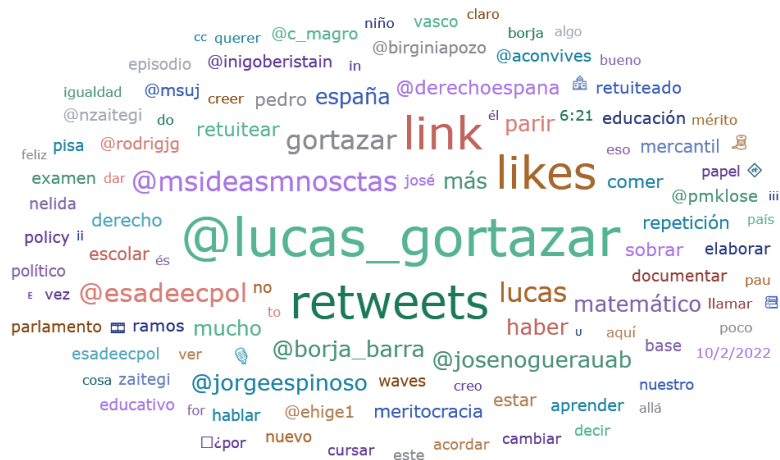 claro
niño vasco
cc querer @c_magro borja algo
@birginiapozo
episodio @inigoberistain in @aconvives bueno
igualdad @msuj creer pedro españa @derechoespana retuiteado
@nzaitegi do retuitear gortazar link él parir 6:21 educación mérito
feliz pisa @rodrigjg likes eso mercantil
examen dar @msideasmnosctas josé más comer papel
nelida @pmklose iii
derecho @lucas_gortazar repetición país
policy ii escolar és sobrar elaborar
político documentar pau
E vez @esadeecpol no retweets lucas matemático llamar
to
parlamento ramos mucho haber U aquí poco
esadeecpol ver @borja_barra @josenoguerauab base 10/2/2022
cosa zaitegi @jorgeespinoso waves creo nuestro
educativo for hablar @ehige1 meritocracia estar aprender allá
¿por nuevo cursar este acordar cambiar decir